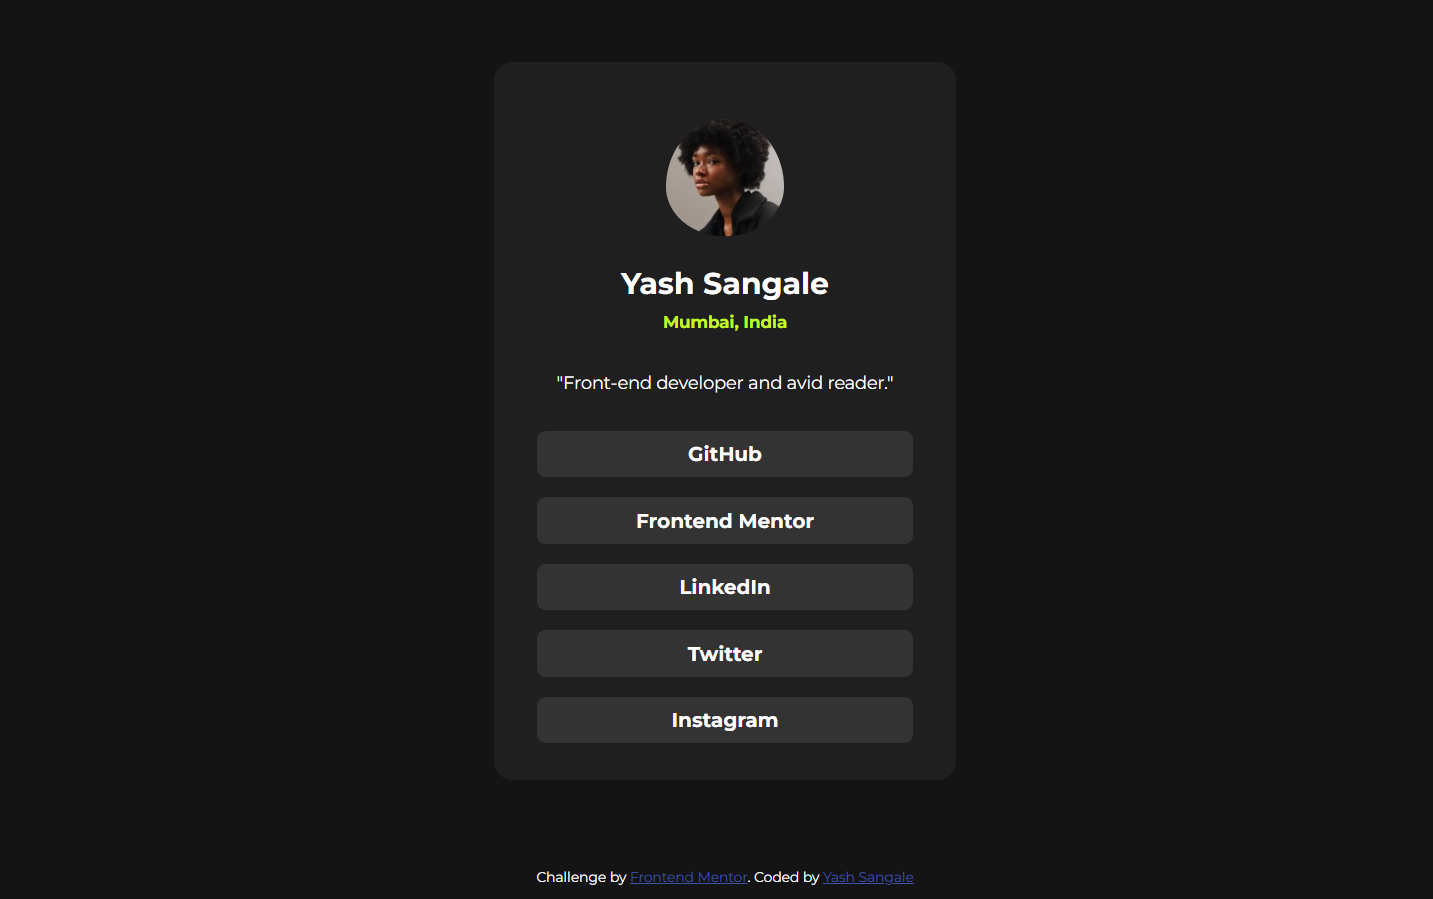 Yash Sangale
Mumbai, India
"Front-end developer and avid reader."
GitHub
Frontend Mentor
LinkedIn
Twitter
Instagram
Challenge by Frontend Mentor. Coded by Yash Sangale